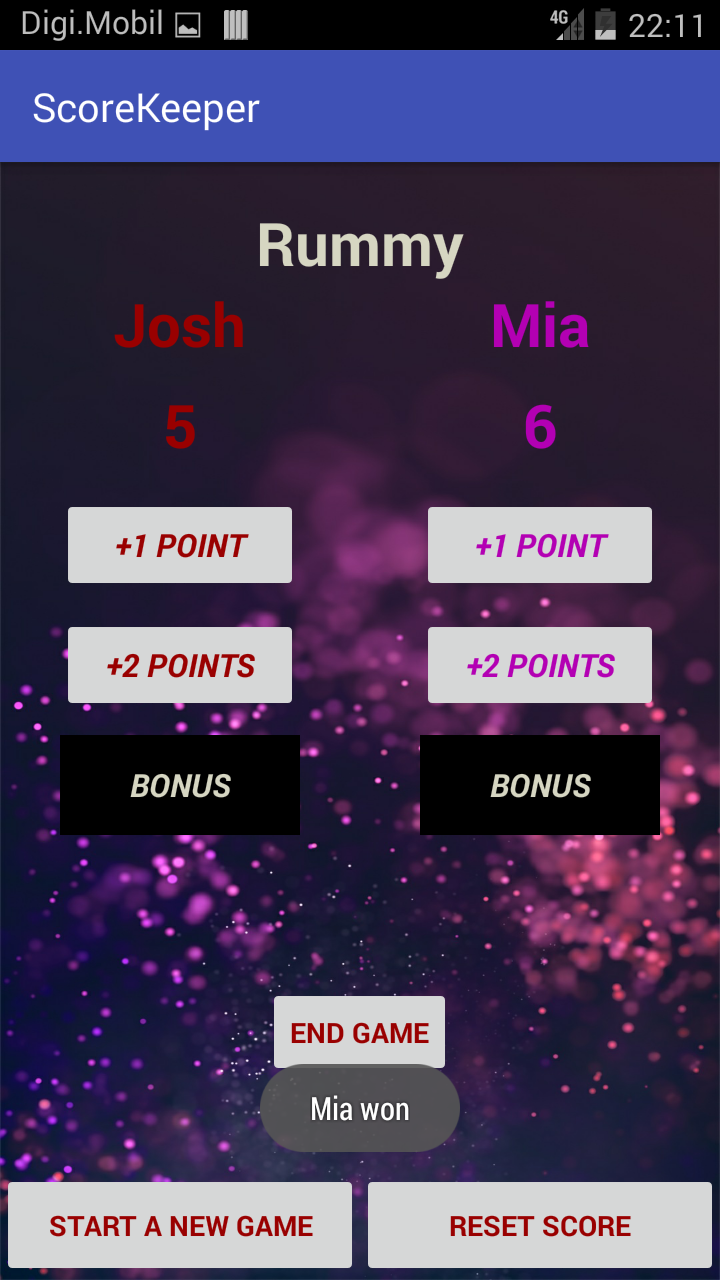 Digi.Mobil 4G 22:11
ScoreKeeper
Rummy
Josh Mia
5 6
+1 POINT +1 POINT
+2 POINTS +2 POINTS
BONUS BONUS
END GAME
Mia won
START A NEW GAME RESET SCORE